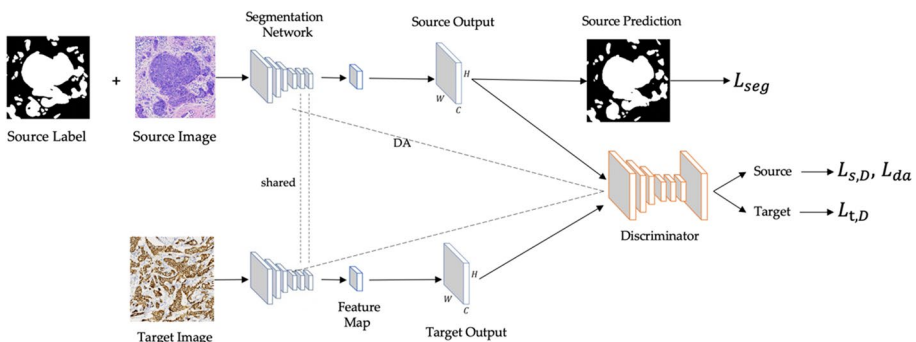 Segmentation
Network
Source Output
Source Prediction
+
H
W
C
L_seg
Source Label
Source Image
DA
shared
Source
L_s,D, L_da
Target
L_t,D
Discriminator
H
W
C
Feature
Map
Target Image
Target Output